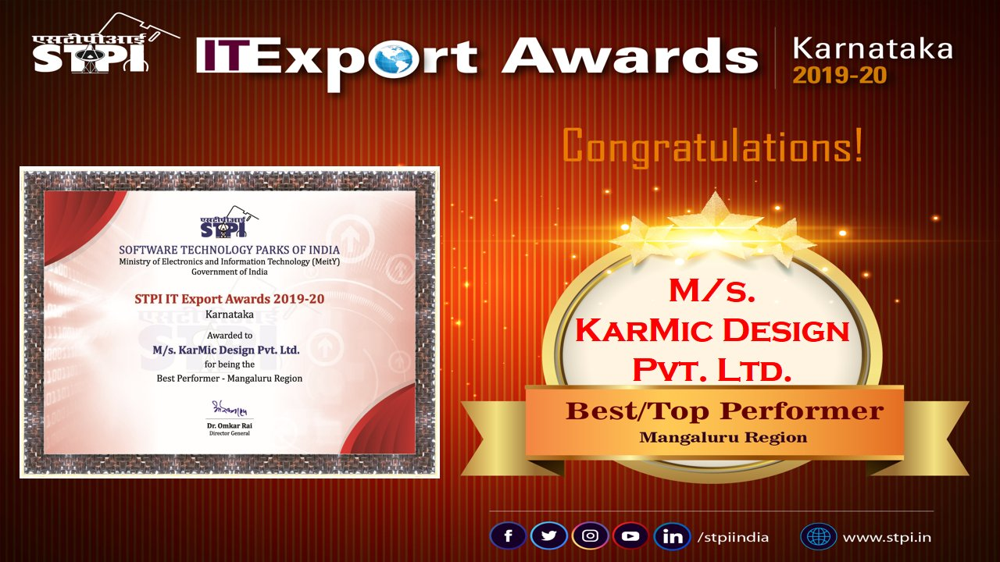 एसटीपीआई
STPI
ITExport Awards
Karnataka
2019-20
Congratulations!
एसटीपीआई
STPI
SOFTWARE TECHNOLOGY PARKS OF INDIA
Ministry of Electronics and Information Technology (MeitY)
Government of India
STPI IT Export Awards 2019-20
Karnataka
Awarded to
M/s. KarMic Design Pvt. Ltd.
for being the
Best Performer - Mangaluru Region
Dr. Omkar Rai
Director General
M/s.
KarMic Design
Pvt. Ltd.
Best/Top Performer
Mangaluru Region
/stpiindia
www.stpi.in